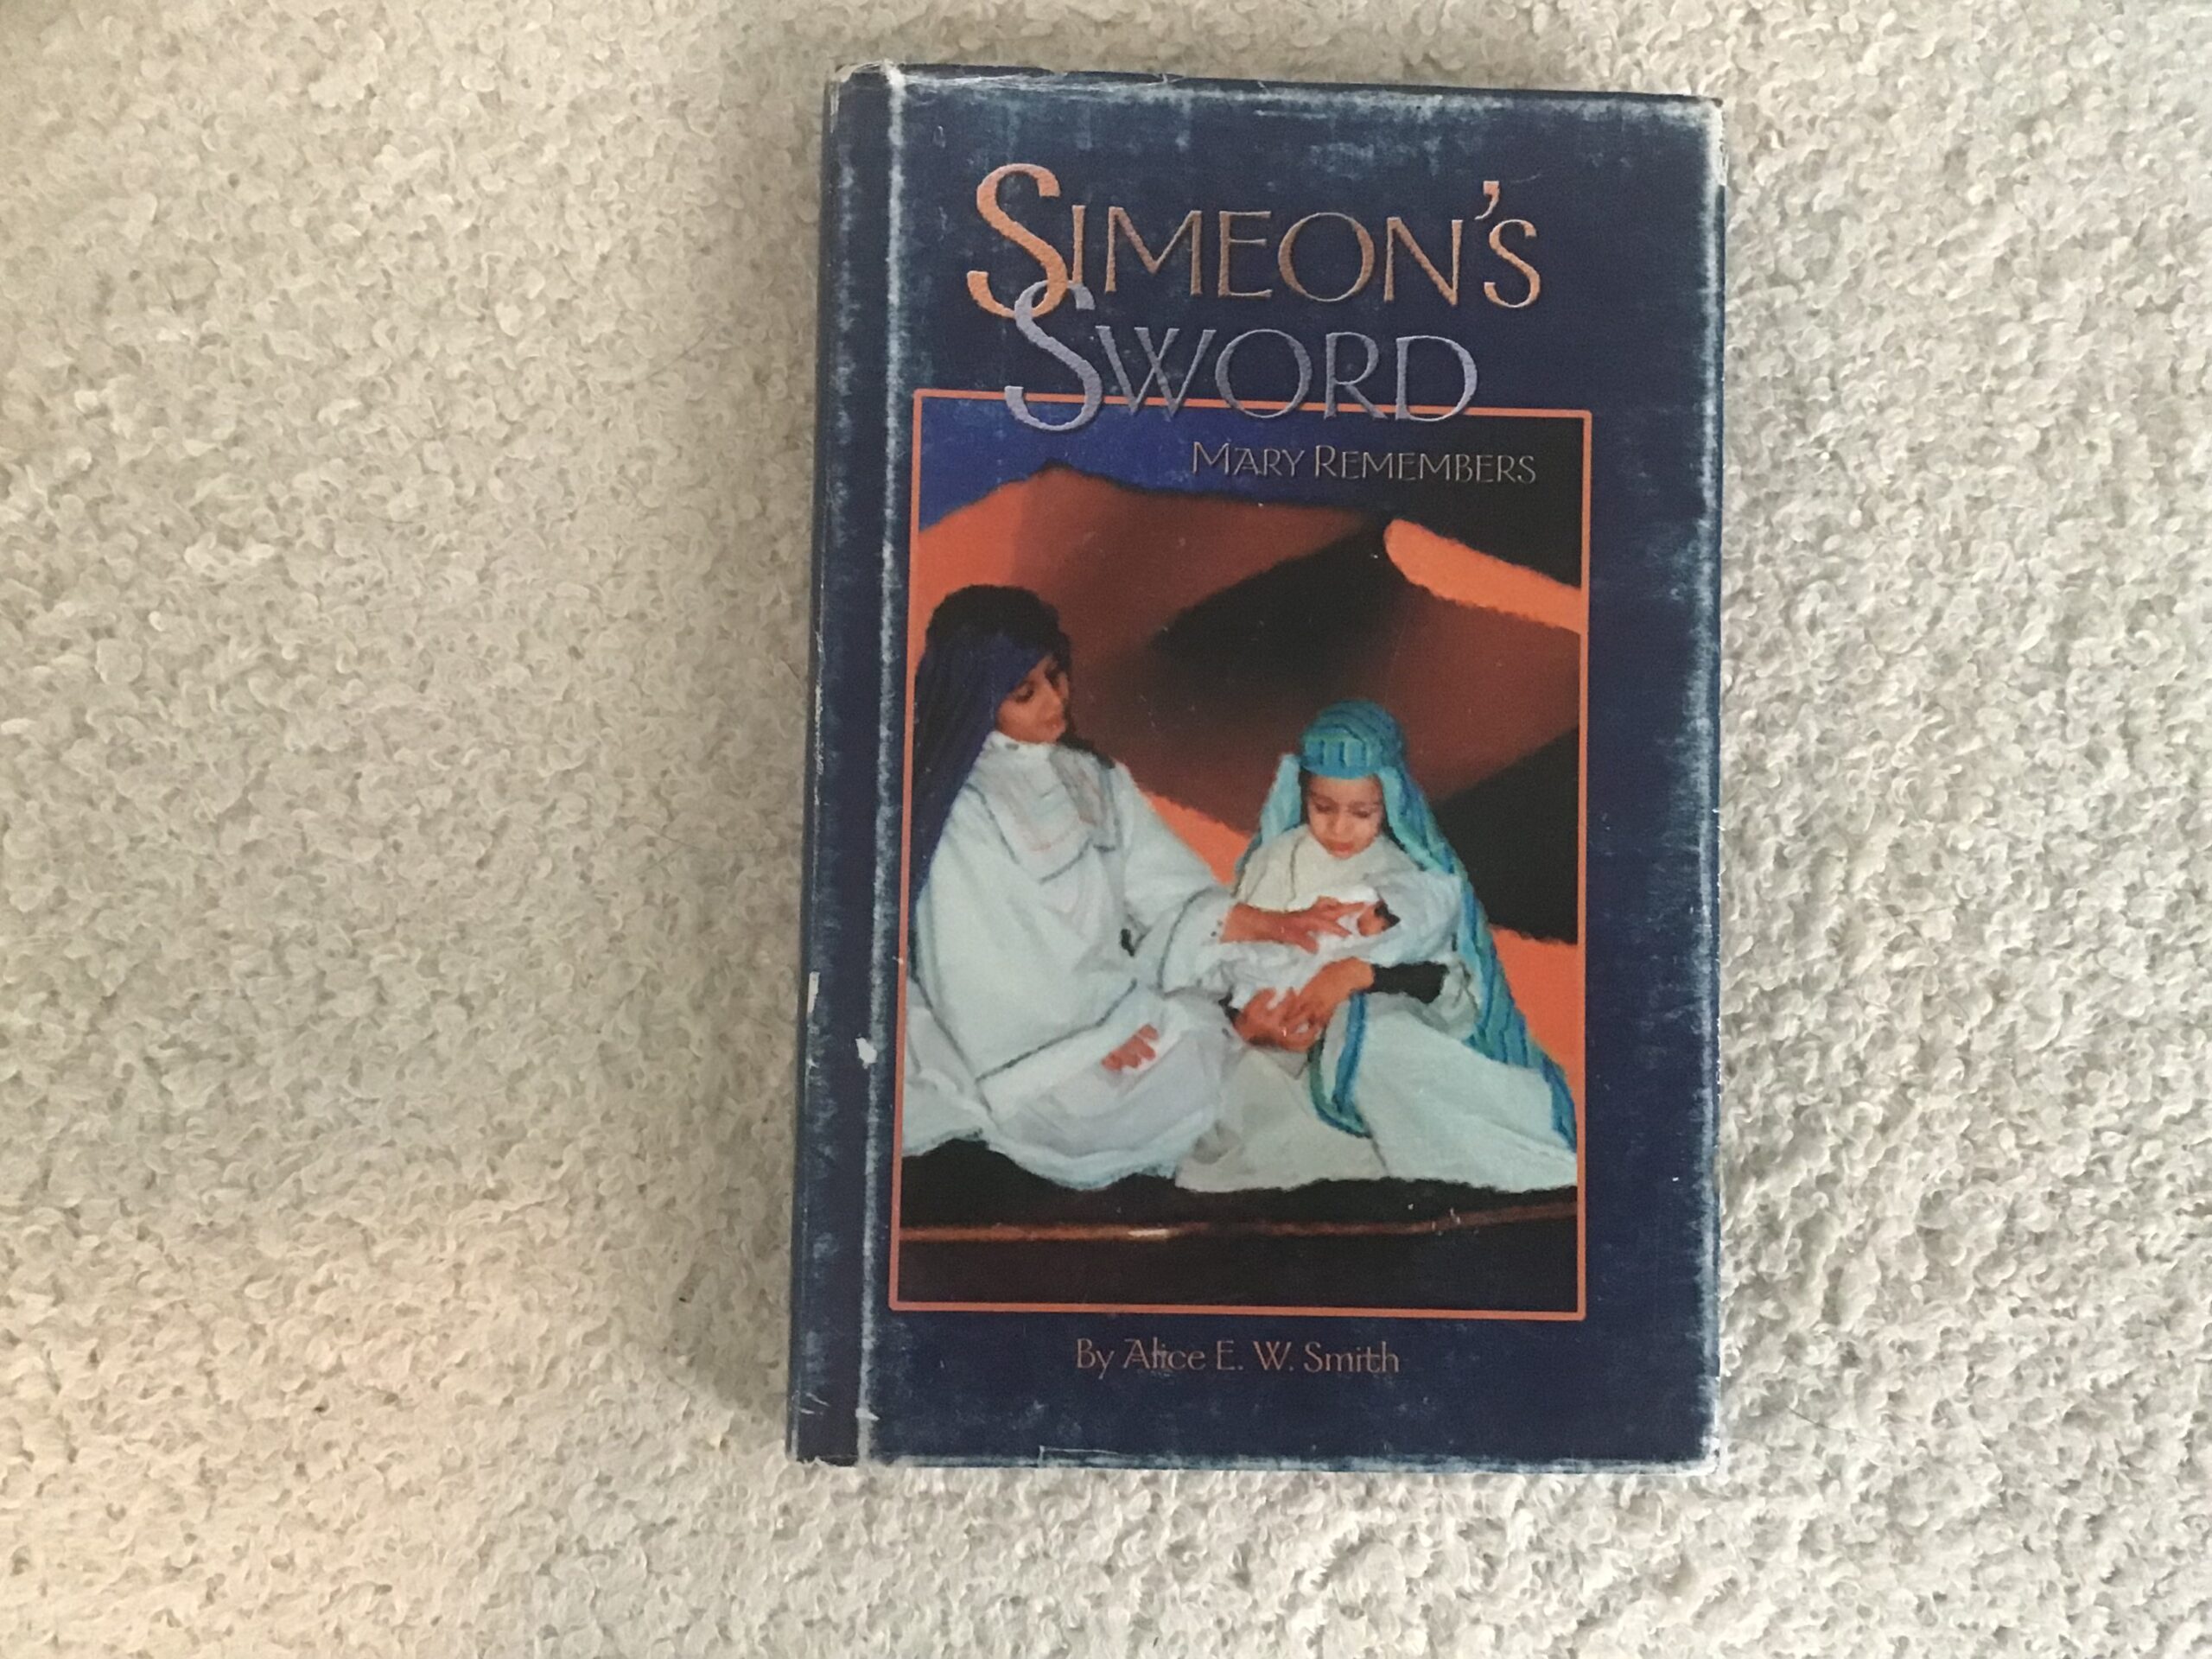 SIMEON'S
SWORD
MARY REMEMBERS
By Alice E. W. Smith